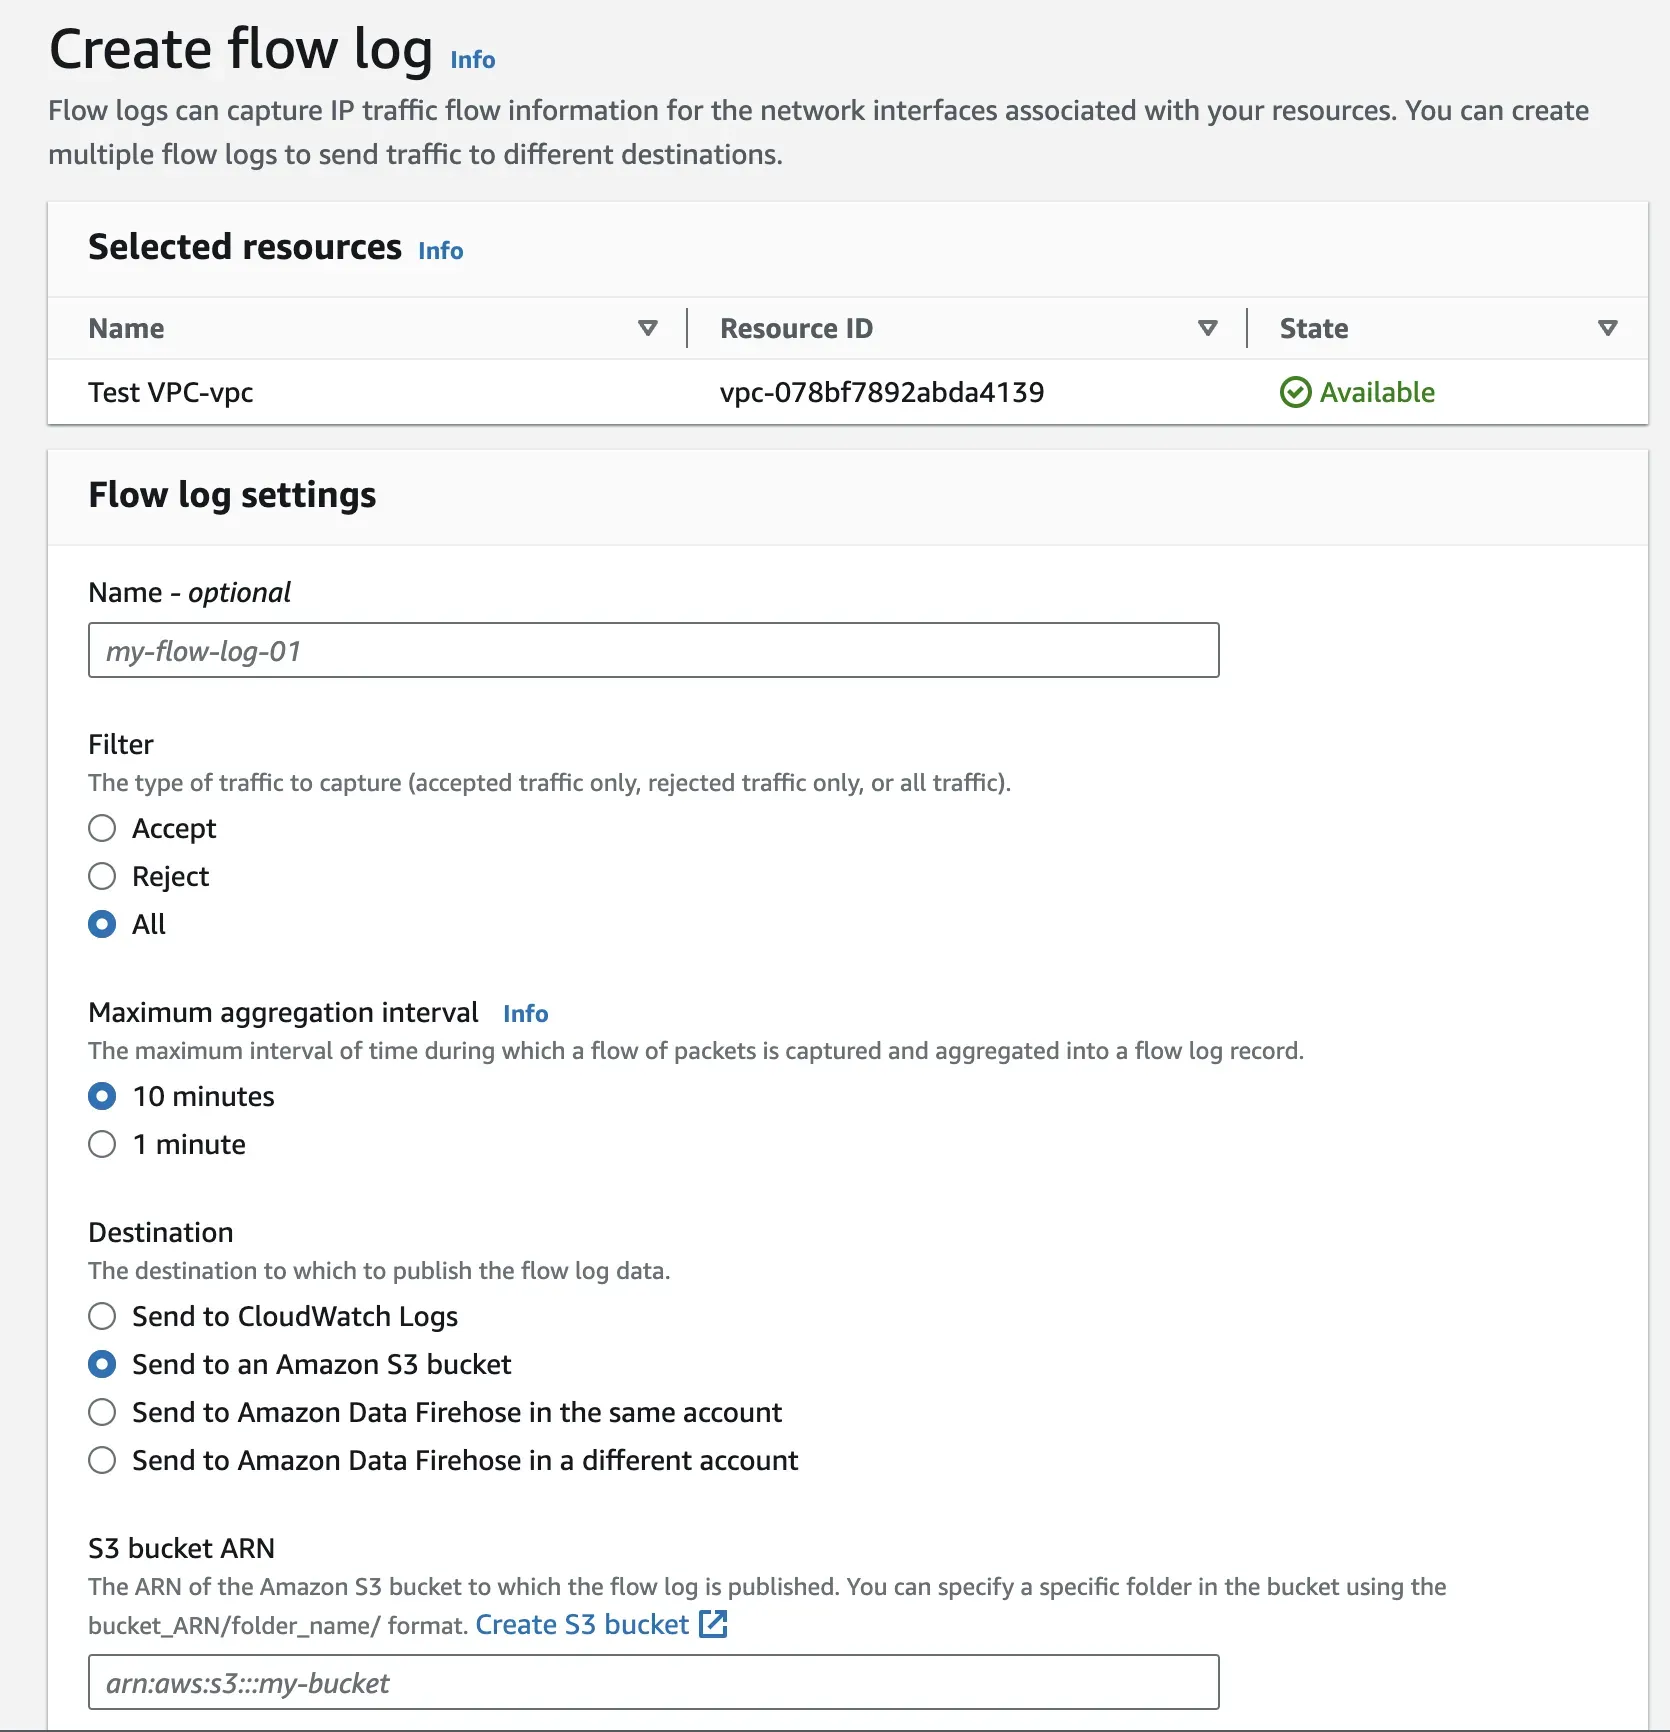 Create flow log Info
Flow logs can capture IP traffic flow information for the network interfaces associated with your resources. You can create
multiple flow logs to send traffic to different destinations.
Selected resources Info
Name Resource ID State
Test VPC-vpc vpc-078bf7892abda4139 Available
Flow log settings
Name - optional
my-flow-log-01
Filter
The type of traffic to capture (accepted traffic only, rejected traffic only, or all traffic).
Accept
Reject
All
Maximum aggregation interval Info
The maximum interval of time during which a flow of packets is captured and aggregated into a flow log record.
10 minutes
1 minute
Destination
The destination to which to publish the flow log data.
Send to CloudWatch Logs
Send to an Amazon S3 bucket
Send to Amazon Data Firehose in the same account
Send to Amazon Data Firehose in a different account
S3 bucket ARN
The ARN of the Amazon S3 bucket to which the flow log is published. You can specify a specific folder in the bucket using the
bucket_ARN/folder_name/ format. Create S3 bucket
arn:aws:s3:::my-bucket